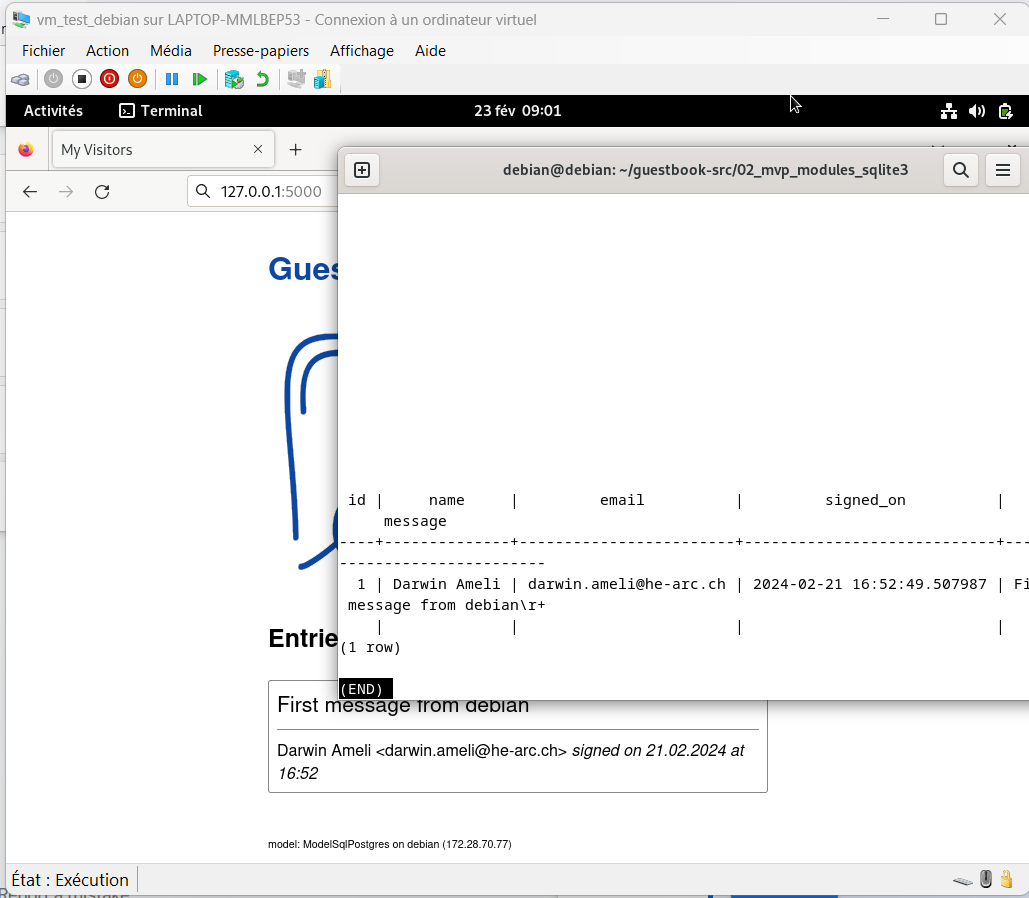 vm_test_debian sur LAPTOP-MMLBEP53 - Connexion à un ordinateur virtuel
Fichier Action Média Presse-papiers Affichage Aide
Activités Terminal 23 fév 09:01
My Visitors
debian@debian: ~/guestbook-src/02_mvp_modules_sqlite3
127.0.0.1:5000
Gues
id | name | email | signed_on |
message
----+--------------+------------------------+----------------------------+---
-----------------------
1 | Darwin Ameli | darwin.ameli@he-arc.ch | 2024-02-21 16:52:49.507987 | Fi
message from debian\r+
| | | |
(1 row)
Entrie
(END)
First message from debian
Darwin Ameli <darwin.ameli@he-arc.ch> signed on 21.02.2024 at
16:52
model: ModelSqlPostgres on debian (172.28.70.77)
État : Exécution